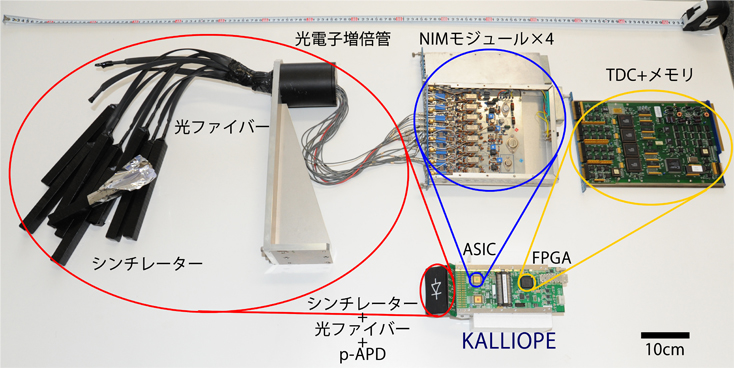 光電子増倍管
NIMモジュール×4
TDC+メモリ
光ファイバー
シンチレーター
ASIC
FPGA
シンチレーター
+
光ファイバー
+
p-APD
KALLIOPE
10cm